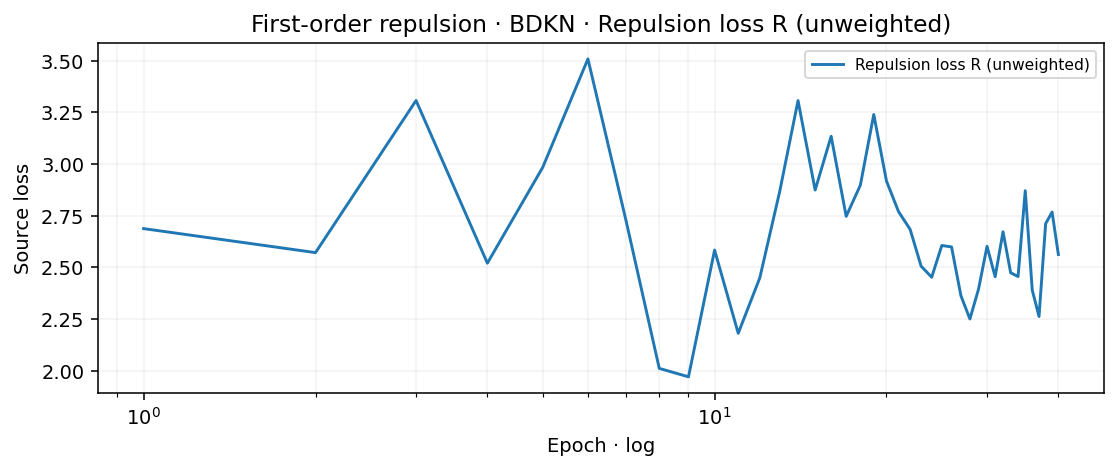 First-order repulsion · BDKN · Repulsion loss R (unweighted)
Repulsion loss R (unweighted)
Source loss
3.50
3.25
3.00
2.75
2.50
2.25
2.00
10⁰
10¹
Epoch · log